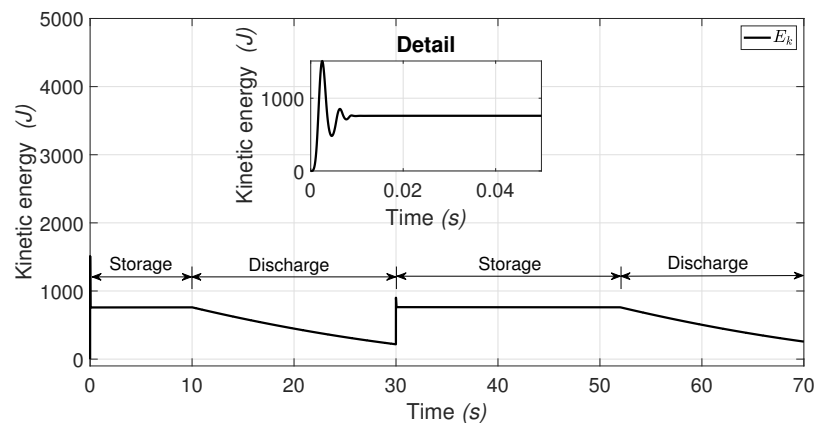 5000
4000
3000
2000
1000
0
Kinetic energy (J)
0 10 20 30 40 50 60 70
Time (s)
E_k
Detail
Kinetic energy (J)
1000
0
0 0.02 0.04
Time (s)
Storage Discharge Storage Discharge